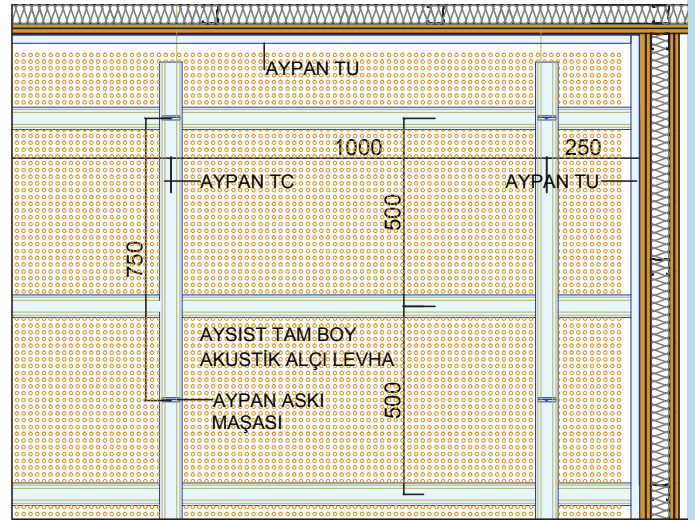 AYPAN TU
1000
250
AYPAN TC
AYPAN TU
500
750
AYSIST TAM BOY
AKUSTİK ALÇI LEVHA
AYPAN ASKI
MAŞASI
500